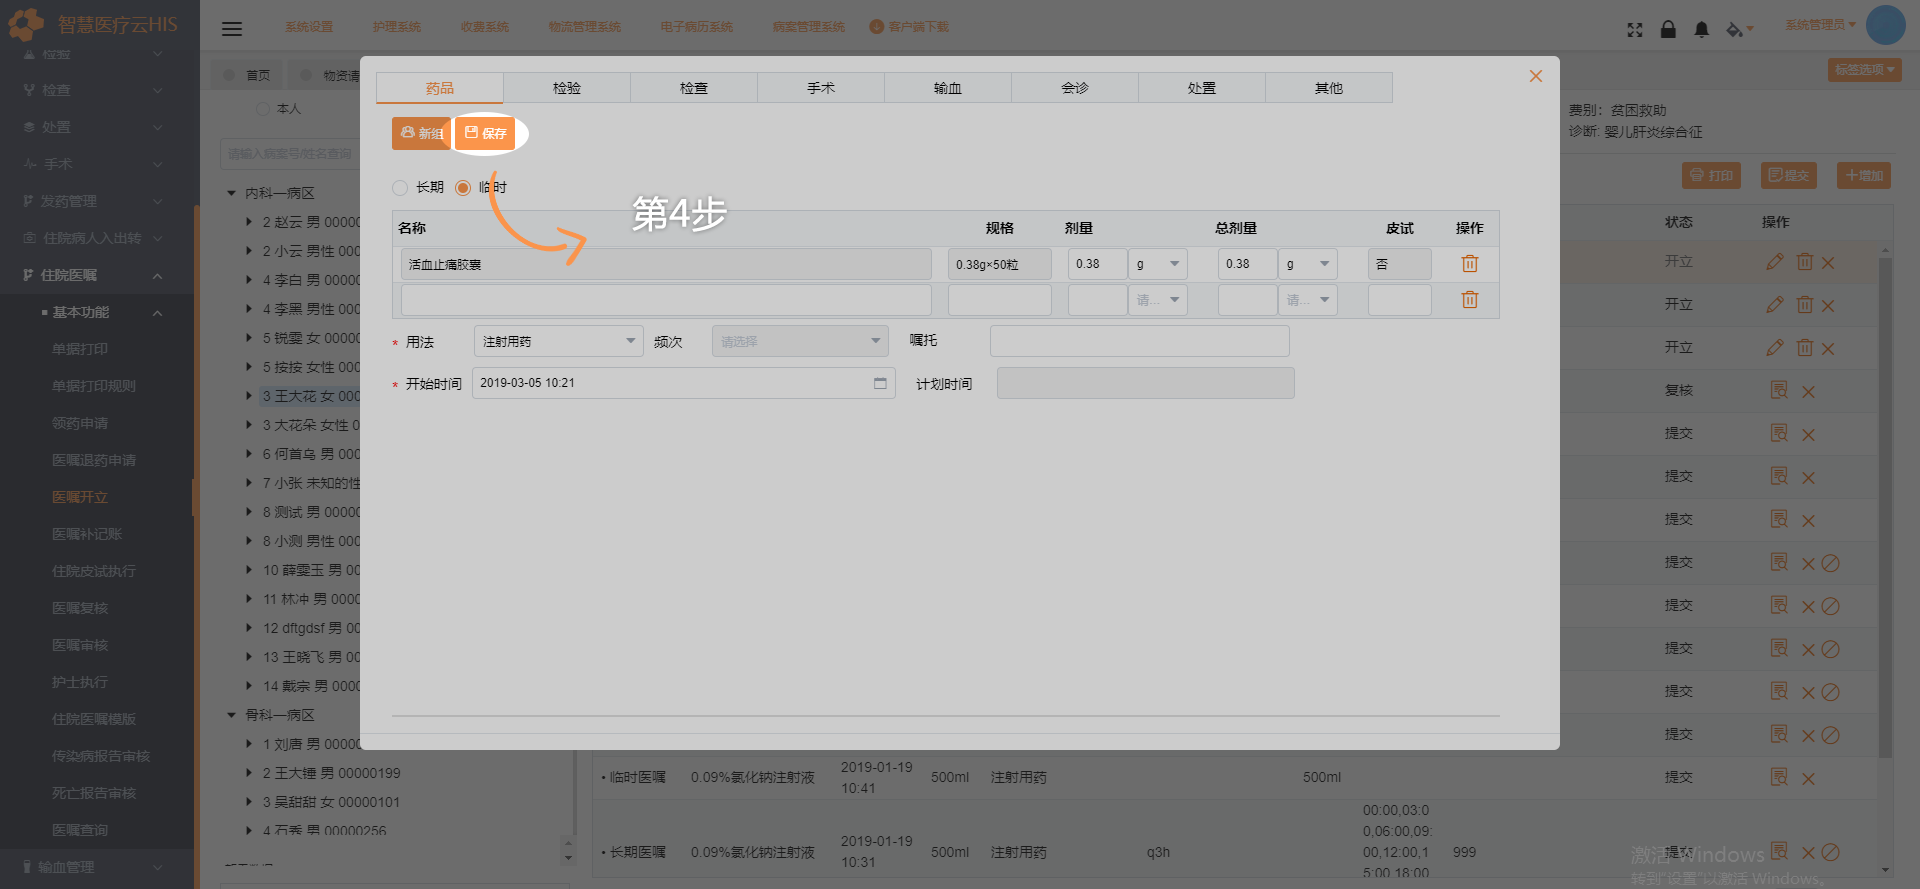 智慧医疗云HIS
系统设置 护理系统 收费系统 物流管理系统 电子病历系统 病案管理系统 客户端下载
系统管理员
检验
检查
处置
手术
发药管理
住院病人入出转
住院医嘱
基本功能
单据打印
单据打印规则
领药申请
医嘱退药申请
医嘱开立
医嘱补记账
住院皮试执行
医嘱复核
医嘱审核
护士执行
住院医嘱模版
传染病报告审核
死亡报告审核
医嘱查询
输血管理
首页 物资请
标签选项
本人
请输入病案号/姓名查询
内科一病区
2 赵云 男 00000
2 小云 男性 000
4 李白 男 00000
4 李黑 男性 000
5 锐雯 女 00000
5 按按 女性 000
3 王大花 女 000
3 大花朵 女性 0
6 何首乌 男 000
7 小张 未知的性
8 测试 男 00000
8 小测 男性 000
10 薛雯玉 男 00
11 林冲 男 0000
12 dftgdsf 男 00
13 王晓飞 男 00
14 戴宗 男 0000
骨科一病区
1 刘唐 男 00000
2 王大锤 男 00000199
3 吴甜甜 女 00000101
4 石秀 男 00000256
药品 检验 检查 手术 输血 会诊 处置 其他
新组 保存
长期 临时
第4步
名称 规格 剂量 总剂量 皮试 操作
活血止痛胶囊 0.38g×50粒 0.38 g 0.38 g 否
请... 请...
* 用法 注射用药 频次 请选择 嘱托
* 开始时间 2019-03-05 10:21 计划时间
费别: 贫困救助
诊断: 婴儿肝炎综合征
打印 提交 增加
状态 操作
开立
开立
开立
复核
提交
提交
提交
提交
提交
提交
提交
提交
• 临时医嘱 0.09%氯化钠注射液 2019-01-19 10:41 500ml 注射用药 500ml 提交
• 长期医嘱 0.09%氯化钠注射液 2019-01-19 10:31 500ml 注射用药 q3h 00:00,03:0
0,06:00,09:
00,12:00,1
5:00,18:00
999 提交
激活 Windows
转到"设置"以激活 Windows。